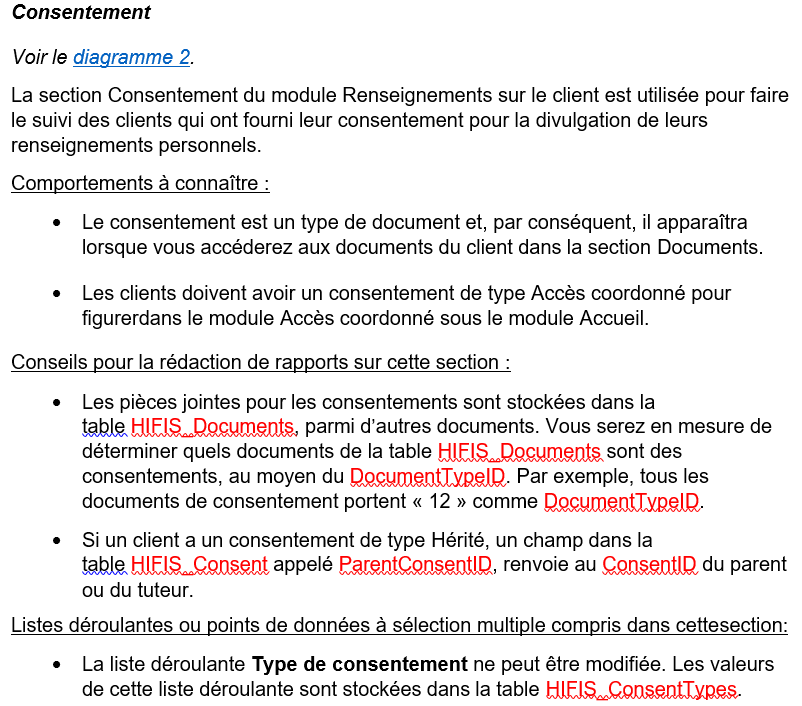 Consentement
Voir le diagramme 2.
La section Consentement du module Renseignements sur le client est utilisée pour faire
le suivi des clients qui ont fourni leur consentement pour la divulgation de leurs
renseignements personnels.
Comportements à connaître :
• Le consentement est un type de document et, par conséquent, il apparaîtra
lorsque vous accéderez aux documents du client dans la section Documents.
• Les clients doivent avoir un consentement de type Accès coordonné pour
figurerdans le module Accès coordonné sous le module Accueil.
Conseils pour la rédaction de rapports sur cette section :
• Les pièces jointes pour les consentements sont stockées dans la
table HIFIS_Documents, parmi d’autres documents. Vous serez en mesure de
déterminer quels documents de la table HIFIS_Documents sont des
consentements, au moyen du DocumentTypeID. Par exemple, tous les
documents de consentement portent « 12 » comme DocumentTypeID.
• Si un client a un consentement de type Hérité, un champ dans la
table HIFIS_Consent appelé ParentConsentID, renvoie au ConsentID du parent
ou du tuteur.
Listes déroulantes ou points de données à sélection multiple compris dans cettesection:
• La liste déroulante Type de consentement ne peut être modifiée. Les valeurs
de cette liste déroulante sont stockées dans la table HIFIS_ConsentTypes.